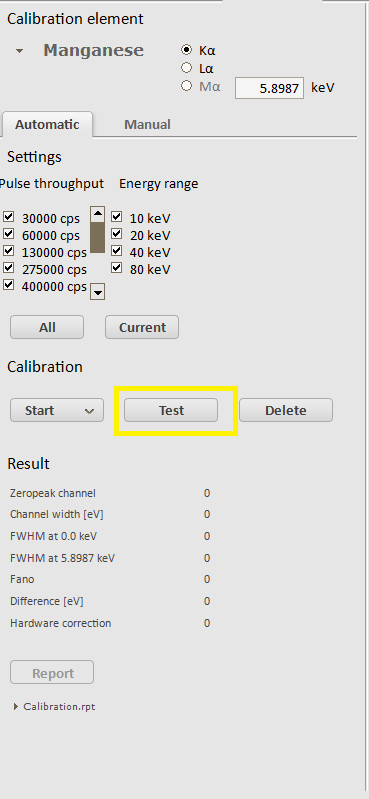 Calibration element
Manganese
Kα
Lα
Mα
5.8987 keV
Automatic Manual
Settings
Pulse throughput Energy range
30000 cps 10 keV
60000 cps 20 keV
130000 cps 40 keV
275000 cps 80 keV
400000 cps
All Current
Calibration
Start Test Delete
Result
Zeropeak channel 0
Channel width [eV] 0
FWHM at 0.0 keV 0
FWHM at 5.8987 keV 0
Fano 0
Difference [eV] 0
Hardware correction 0
Report
Calibration.rpt